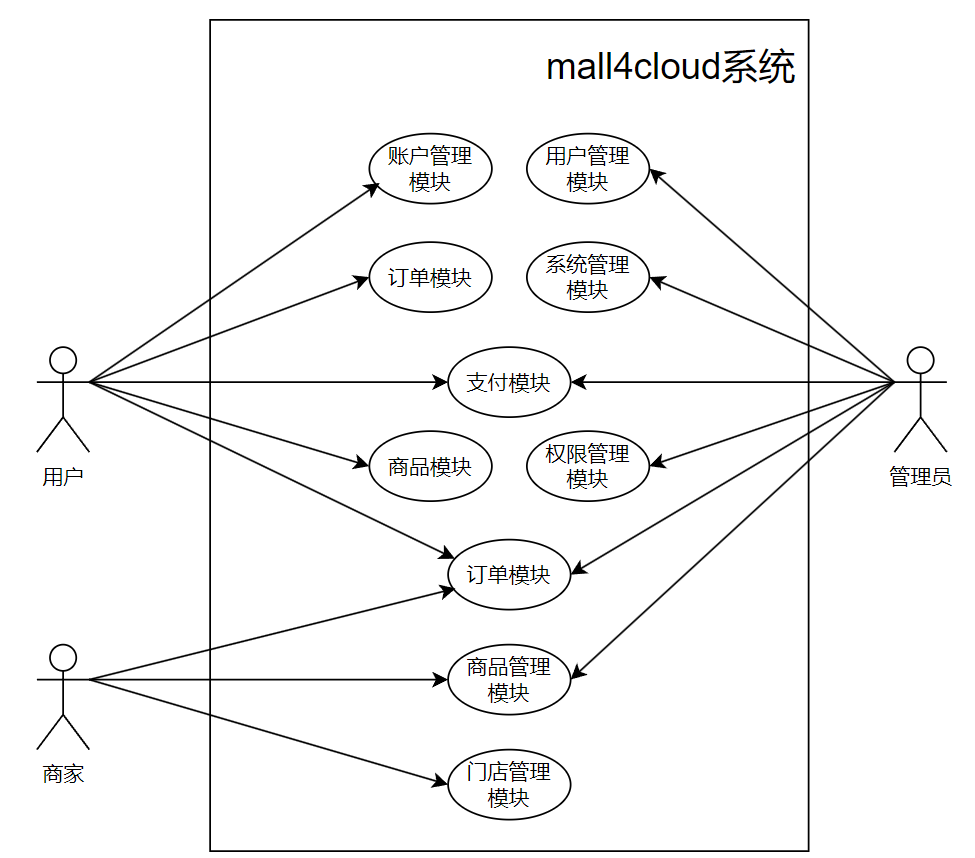 mall4cloud系统
账户管理
模块
用户管理
模块
订单模块
系统管理
模块
支付模块
用户
管理员
商品模块
权限管理
模块
订单模块
商品管理
模块
商家
门店管理
模块